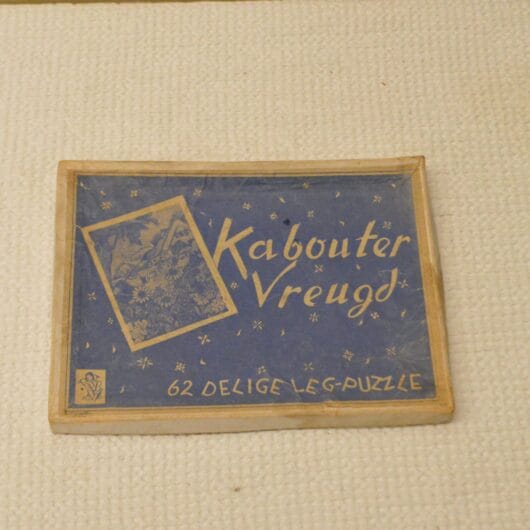 Kabouter
Vreugd
62 DELIGE LEG-PUZZLE